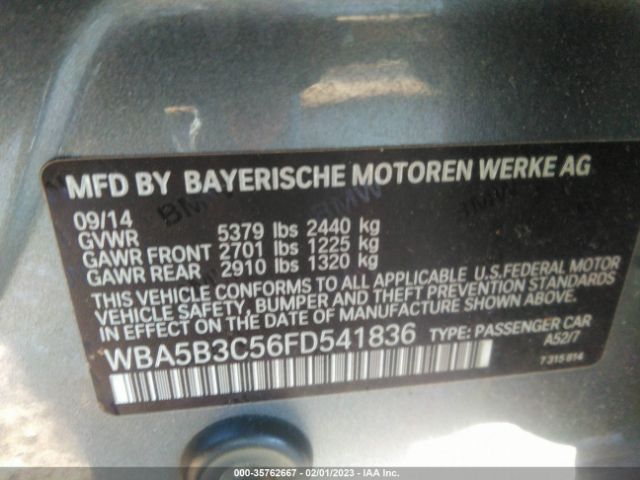 MFD BY BAYERISCHE MOTOREN WERKE AG
09/14
GVWR 5379 lbs 2440 kg
GAWR FRONT 2701 lbs 1225 kg
GAWR REAR 2910 lbs 1320 kg
THIS VEHICLE CONFORMS TO ALL APPLICABLE U.S.FEDERAL MOTOR
VEHICLE SAFETY, BUMPER AND THEFT PREVENTION STANDARDS
IN EFFECT ON THE DATE OF MANUFACTURE SHOWN ABOVE.
WBA5B3C56FD541836 TYPE: PASSENGER CAR
A52/7
7 315 814
000-35762667 - 02/01/2023 - IAA Inc.